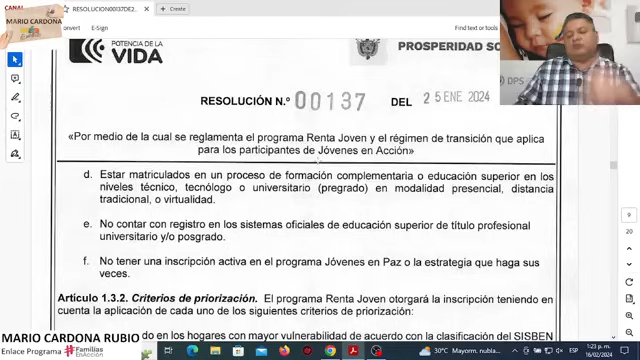 CANAL
MARIO CARDONA
RESOLUCION00137DE2...
+ Create
Convert
E-Sign
Find text or tools
POTENCIA DE LA
VIDA
PROSPERIDAD SO
DPS
RESOLUCIÓN N.º 00137 DEL 25 ENE 2024
«Por medio de la cual se reglamenta el programa Renta Joven y el régimen de transición que aplica
para los participantes de Jóvenes en Acción»
d. Estar matriculados en un proceso de formación complementaria o educación superior en los
niveles técnico, tecnólogo o universitario (pregrado) en modalidad presencial, distancia
tradicional, o virtualidad.
e. No contar con registro en los sistemas oficiales de educación superior de título profesional
universitario y/o posgrado.
f. No tener una inscripción activa en el programa Jóvenes en Paz o la estrategia que haga sus
veces.
Artículo 1.3.2. Criterios de priorización. El programa Renta Joven otorgará la inscripción teniendo en
cuenta la aplicación de cada uno de los siguientes criterios de priorización:
do en los hogares con mayor vulnerabilidad de acuerdo con la clasificación del SISBEN
9
20
MARIO CARDONA RUBIO
Enlace Programa
Familias
EnAcción
30°C Mayorm. nubla...
ESP
1:23 p.m.
16/02/2024